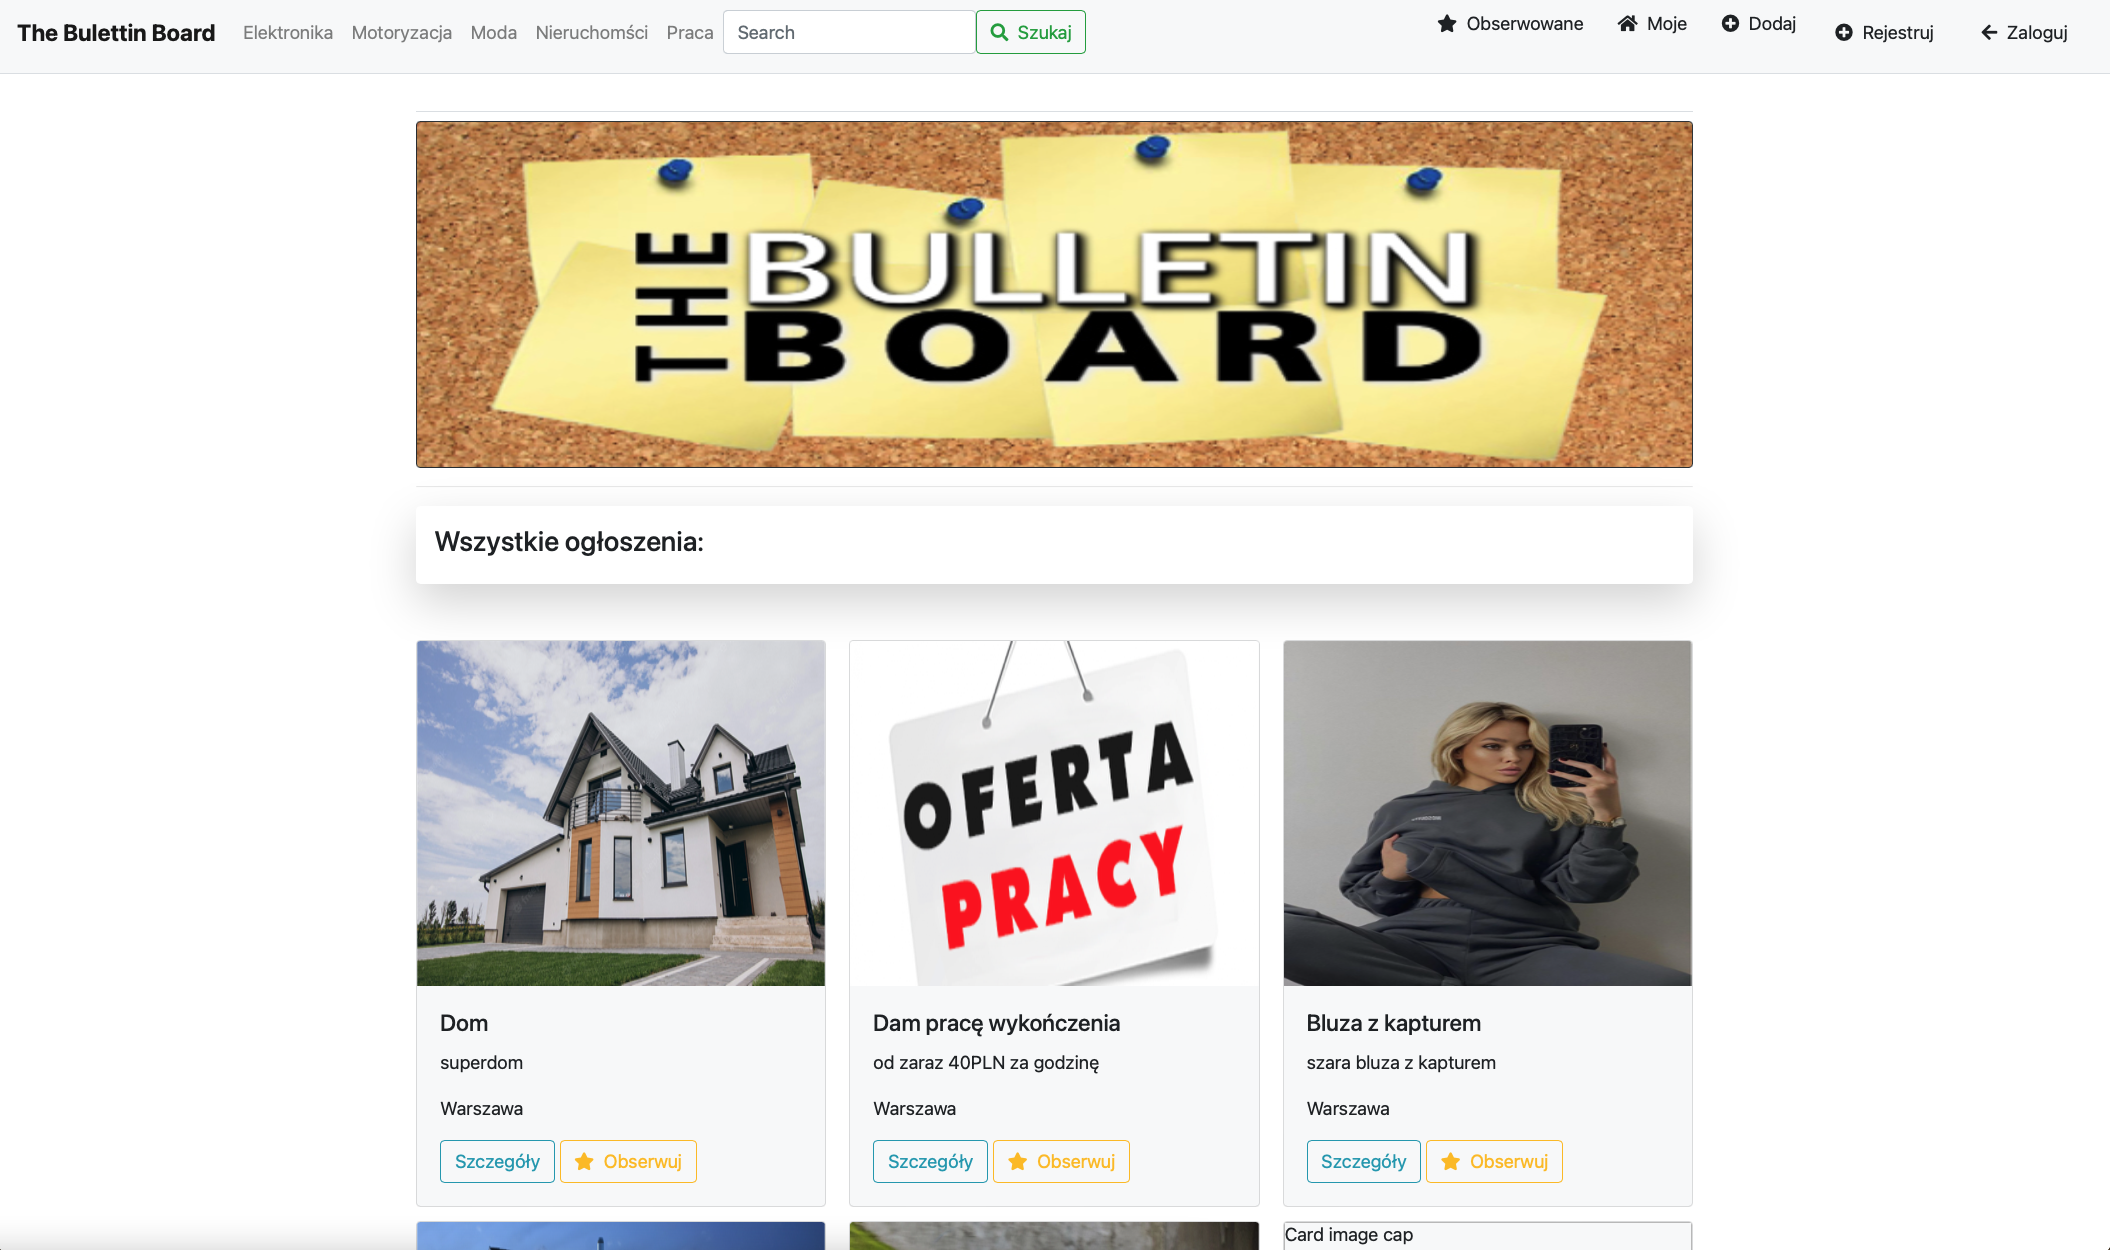 The Bulettin Board Elektronika Motoryzacja Moda Nieruchomści Praca Search Szukaj Obserwowane Moje Dodaj Rejestruj Zaloguj
THE BULLETIN
BOARD
Wszystkie ogłoszenia:
OFERTA
PRACY
Dom
superdom
Warszawa
Szczegóły Obserwuj
Dam pracę wykończenia
od zaraz 40PLN za godzinę
Warszawa
Szczegóły Obserwuj
Bluza z kapturem
szara bluza z kapturem
Warszawa
Szczegóły Obserwuj
Card image cap